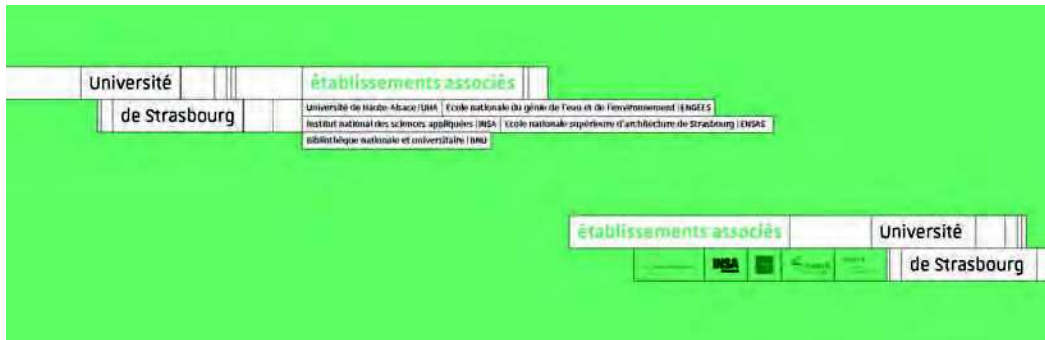 Université
établissements associés
de Strasbourg
Université de Haute-Alsace | UHA Ecole nationale du génie de l'eau et de l'environnement | ENGEES
Institut national des sciences appliquées | INSA Ecole nationale supérieure d'architecture de Strasbourg | ENSAS
Bibliothèque nationale et universitaire | BNU
établissements associés
Université
INSA
de Strasbourg